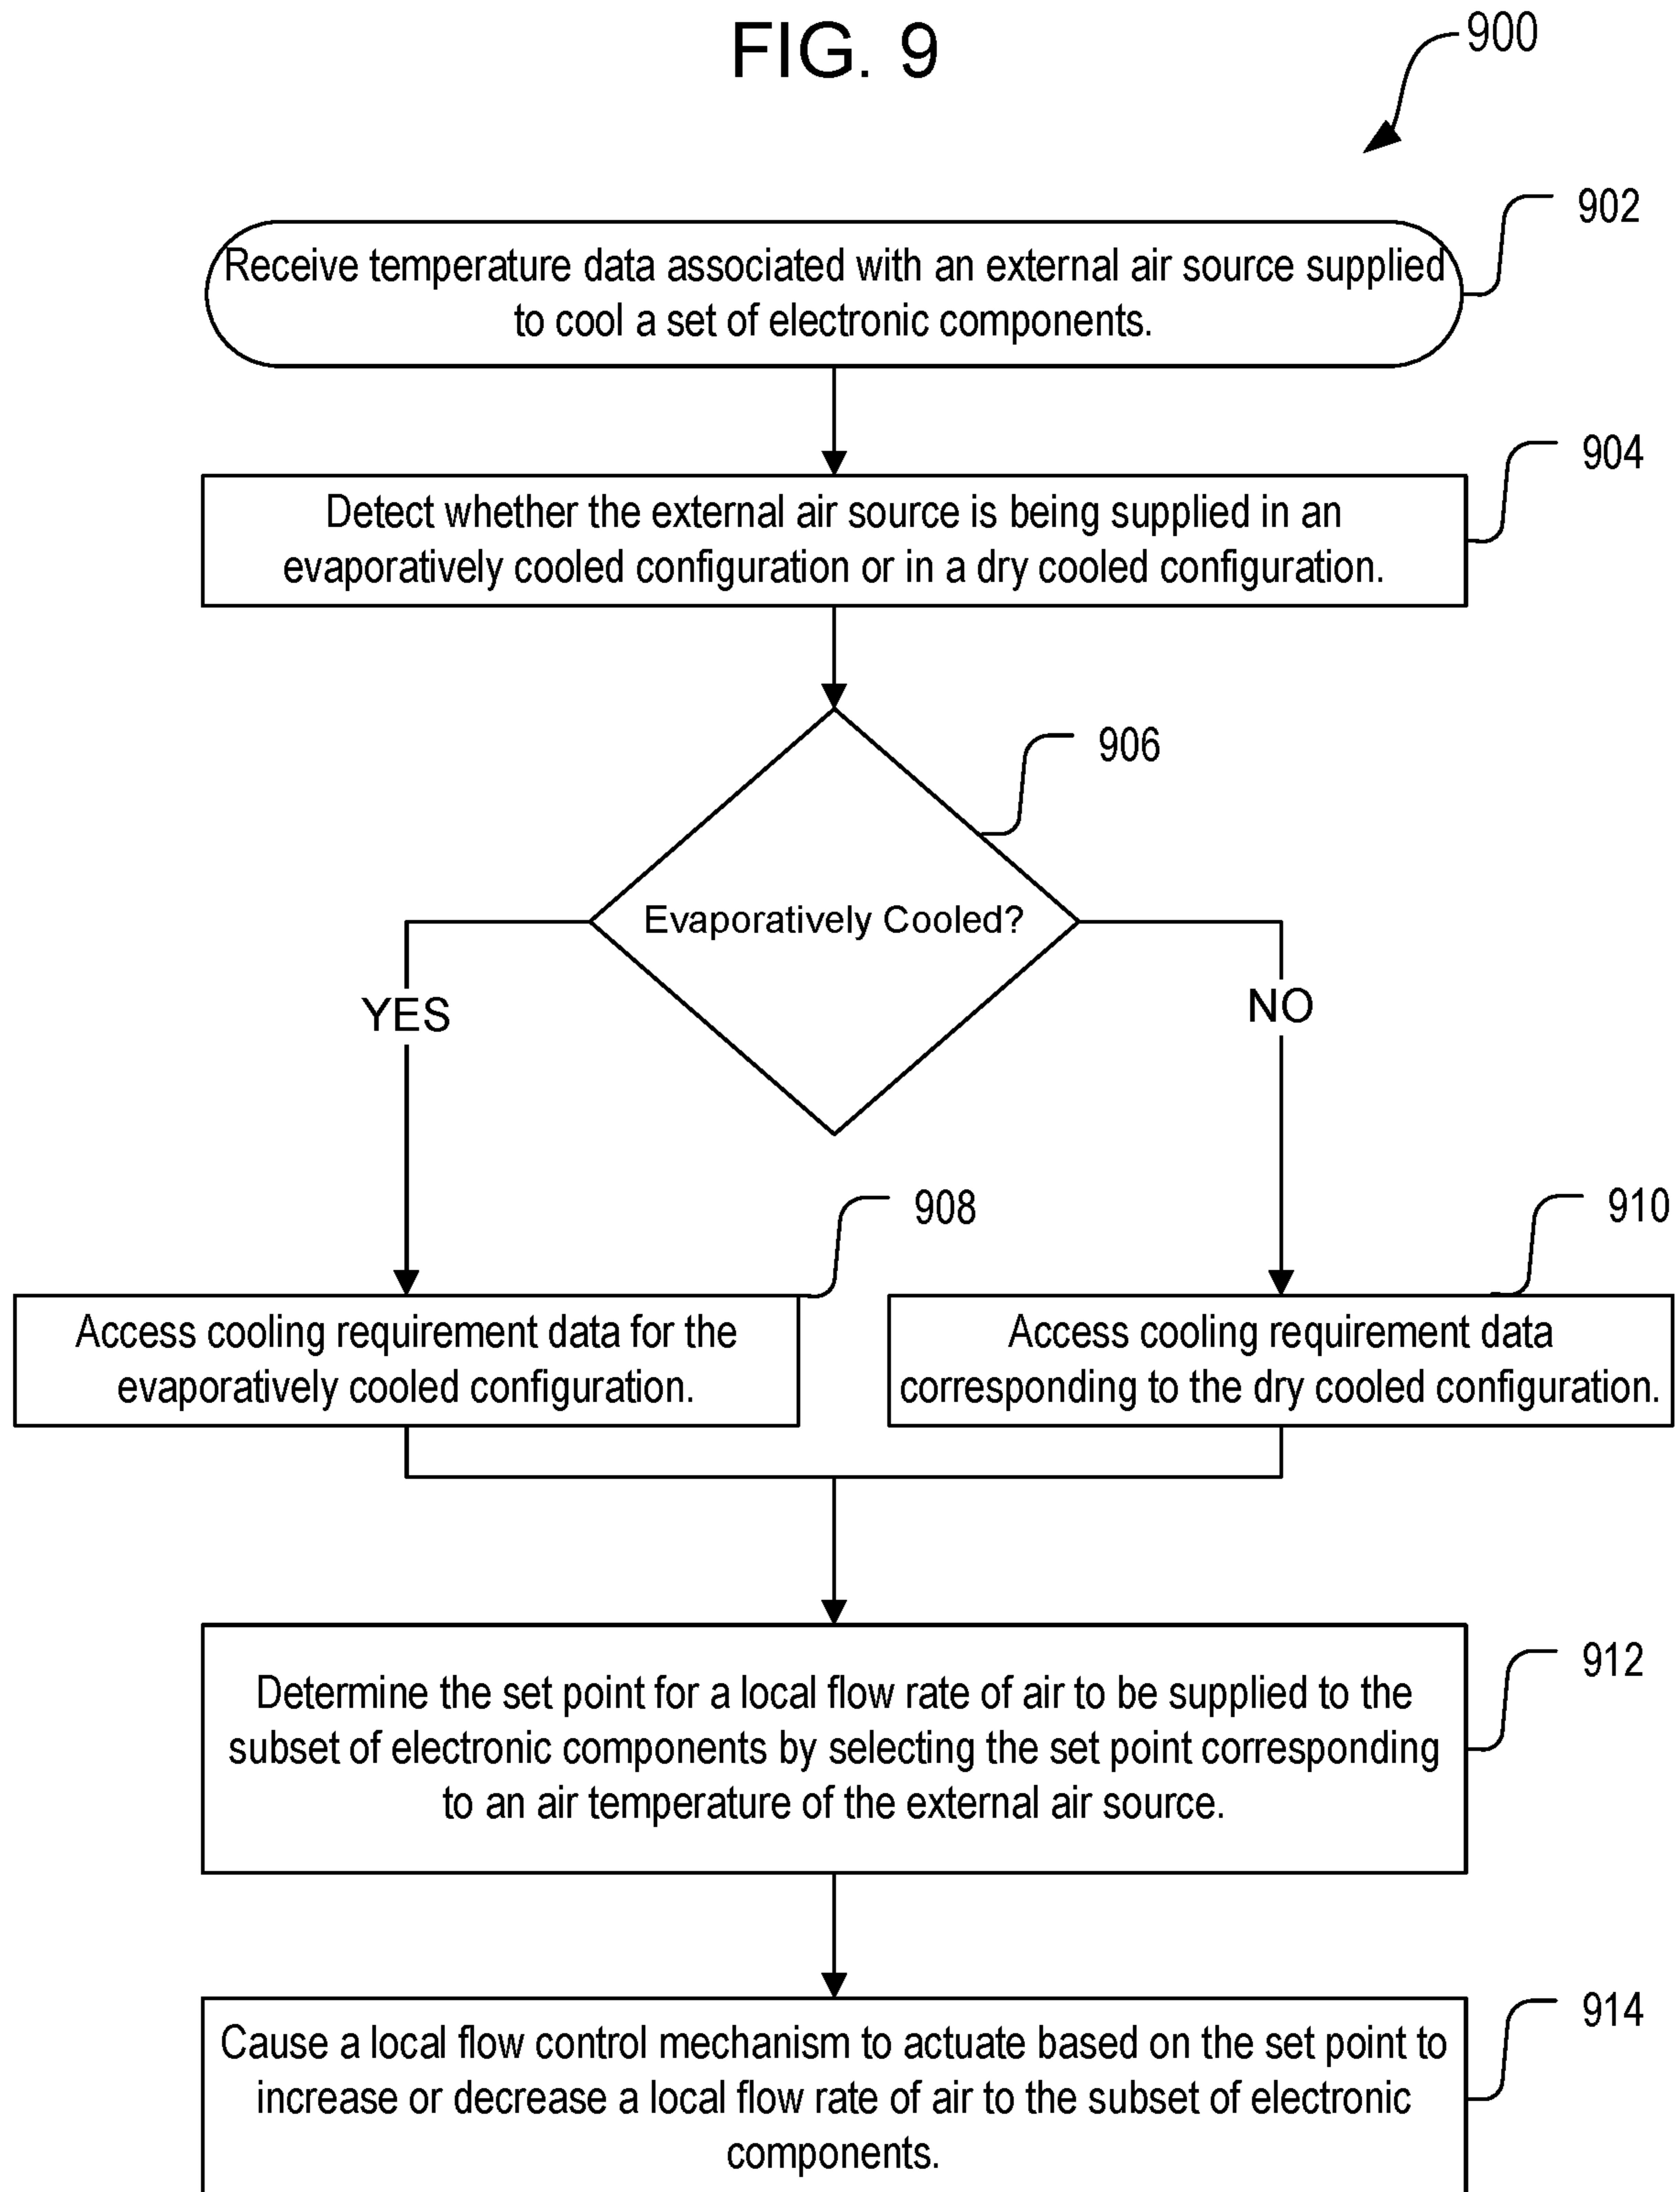 FIG. 9
900
902
Receive temperature data associated with an external air source supplied
to cool a set of electronic components.
904
Detect whether the external air source is being supplied in an
evaporatively cooled configuration or in a dry cooled configuration.
906
Evaporatively Cooled?
YES
NO
908
910
Access cooling requirement data for the
evaporatively cooled configuration.
Access cooling requirement data
corresponding to the dry cooled configuration.
912
Determine the set point for a local flow rate of air to be supplied to the
subset of electronic components by selecting the set point corresponding
to an air temperature of the external air source.
914
Cause a local flow control mechanism to actuate based on the set point to
increase or decrease a local flow rate of air to the subset of electronic
components.